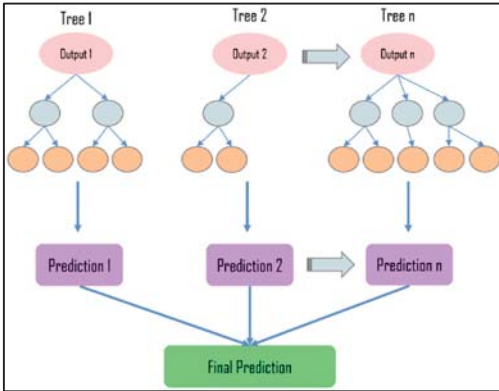 Tree 1
Tree 2
Tree n
Output 1
Output 2
Output n
Prediction 1
Prediction 2
Prediction n
Final Prediction